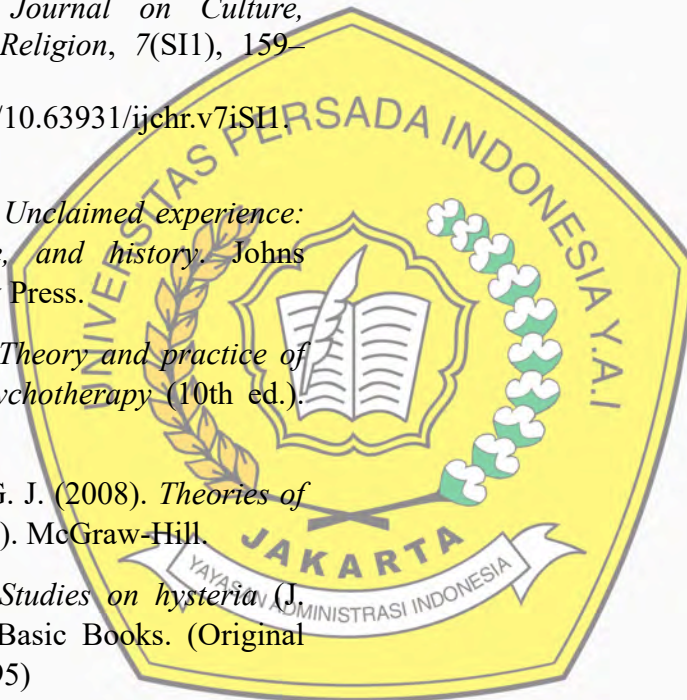 Journal on Culture,
Religion, 7(SI1), 159–
/10.63931/ijchr.v7iSI1.
Unclaimed experience:
, and history. Johns
Press.
Theory and practice of
ychotherapy (10th ed.).
G. J. (2008). Theories of
). McGraw-Hill.
Studies on hysteria (J.
Basic Books. (Original
95)
UNIVERSITAS PERSADA INDONESIA Y.A.I
JAKARTA
YAYASAN ADMINISTRASI INDONESIA